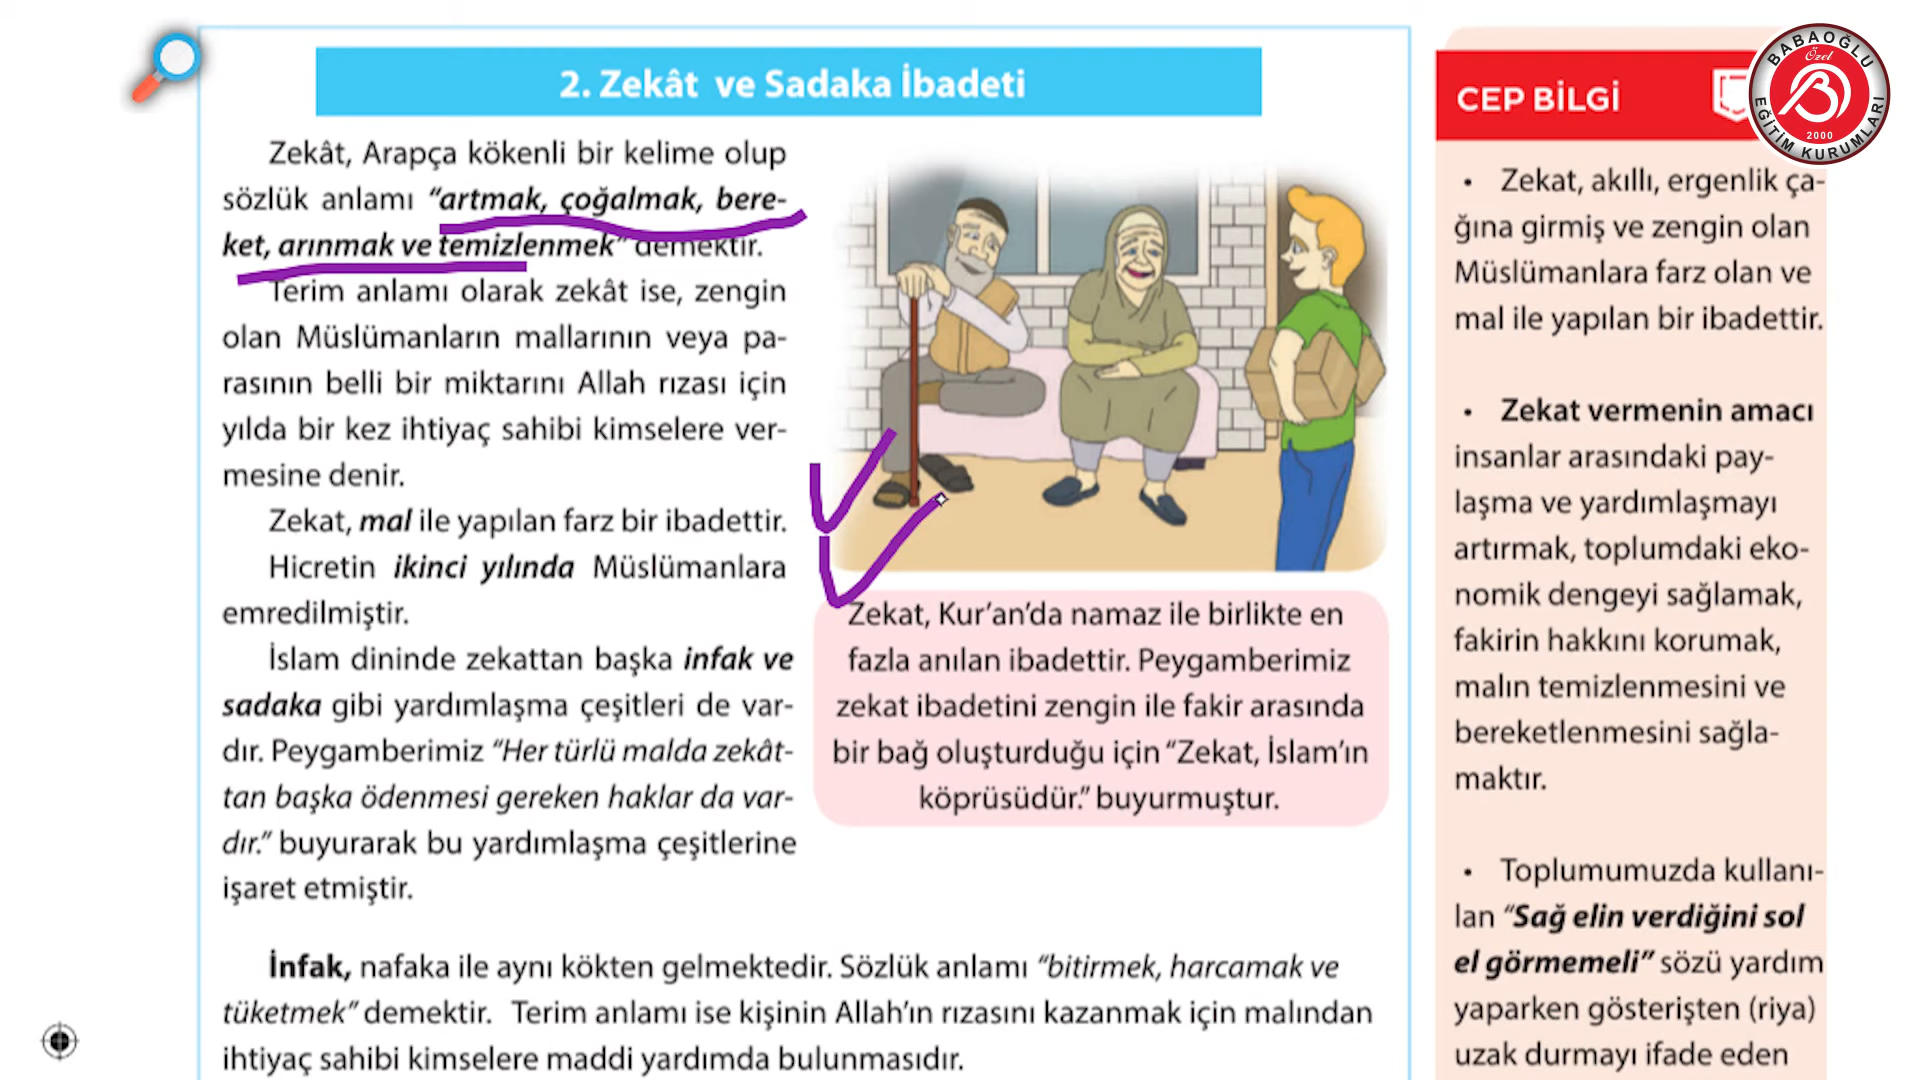 2. Zekât ve Sadaka İbadeti
Zekât, Arapça kökenli bir kelime olup
sözlük anlamı “artmak, çoğalmak, bere-
ket, arınmak ve temizlenmek” demektir.
Terim anlamı olarak zekât ise, zengin
olan Müslümanların mallarının veya pa-
rasının belli bir miktarını Allah rızası için
yılda bir kez ihtiyaç sahibi kimselere ver-
mesine denir.
Zekat, mal ile yapılan farz bir ibadettir.
Hicretin ikinci yılında Müslümanlara
emredilmiştir.
İslam dininde zekattan başka infak ve
sadaka gibi yardımlaşma çeşitleri de var-
dır. Peygamberimiz “Her türlü malda zekât-
tan başka ödenmesi gereken haklar da var-
dır.” buyurarak bu yardımlaşma çeşitlerine
işaret etmiştir.
Zekat, Kur’an’da namaz ile birlikte en
fazla anılan ibadettir. Peygamberimiz
zekat ibadetini zengin ile fakir arasında
bir bağ oluşturduğu için “Zekat, İslam’ın
köprüsüdür.” buyurmuştur.
İnfak, nafaka ile aynı kökten gelmektedir. Sözlük anlamı “bitirmek, harcamak ve
tüketmek” demektir. Terim anlamı ise kişinin Allah’ın rızasını kazanmak için malından
ihtiyaç sahibi kimselere maddi yardımda bulunmasıdır.
CEP BİLGİ
• Zekat, akıllı, ergenlik ça-
ğına girmiş ve zengin olan
Müslümanlara farz olan ve
mal ile yapılan bir ibadettir.
• Zekat vermenin amacı
insanlar arasındaki pay-
laşma ve yardımlaşmayı
artırmak, toplumdaki eko-
nomik dengeyi sağlamak,
fakirin hakkını korumak,
malın temizlenmesini ve
bereketlenmesini sağla-
maktır.
• Toplumumuzda kullanı-
lan “Sağ elin verdiğini sol
el görmemeli” sözü yardım
yaparken gösterişten (riya)
uzak durmayı ifade eden
BABAOĞLU
Özel
B
2000
EĞİTİM KURUMLARI